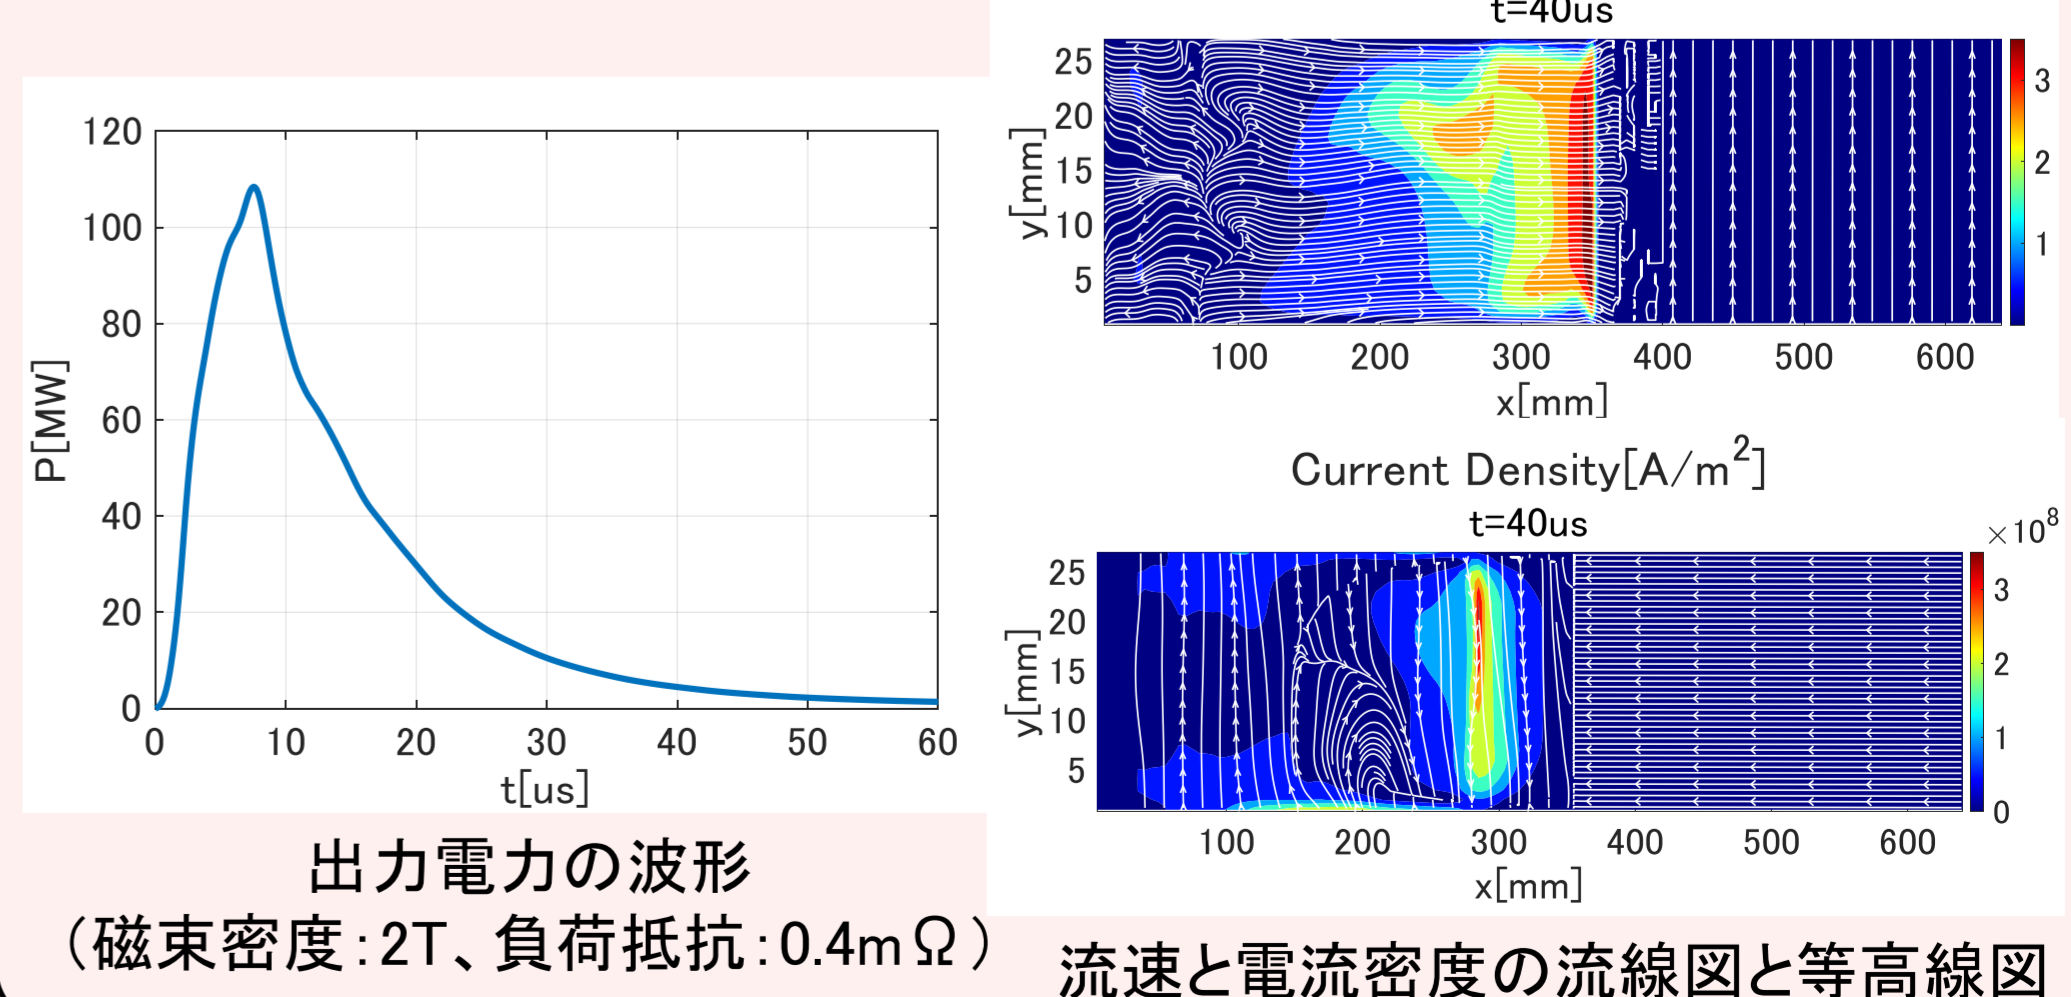 120
100
80
60
40
20
0
P[MW]
0 10 20 30 40 50 60
t[us]
出力電力の波形
（磁束密度：2T、負荷抵抗：0.4mΩ）
t=40us
25
20
15
10
5
y[mm]
100 200 300 400 500 600
x[mm]
3
2
1
Current Density[A/m²]
t=40us
×10⁸
25
20
15
10
5
y[mm]
100 200 300 400 500 600
x[mm]
3
2
1
0
流速と電流密度の流線図と等高線図